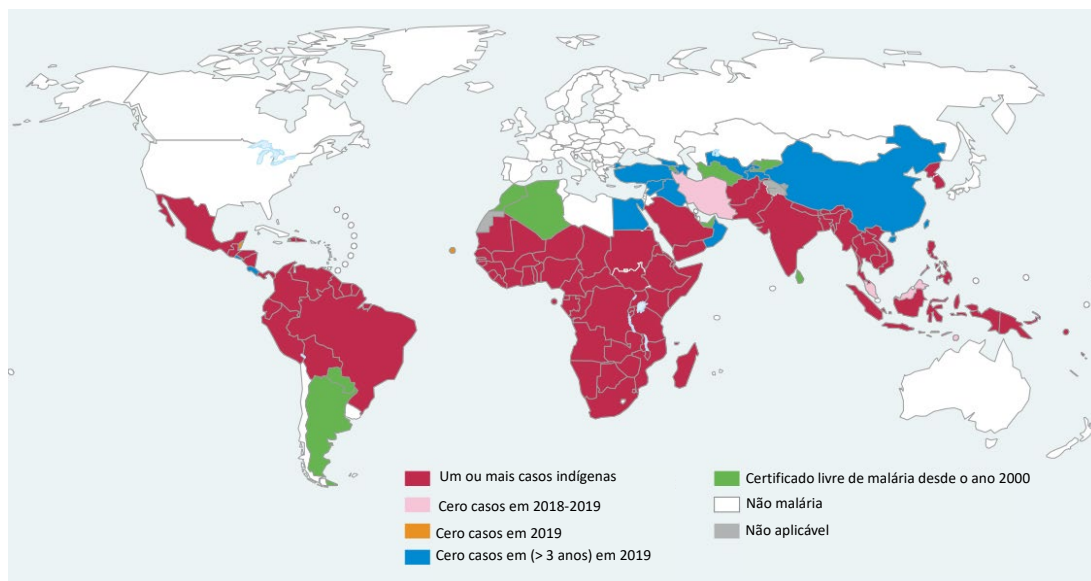 Um ou mais casos indígenas
Cero casos em 2018-2019
Cero casos em 2019
Cero casos em (> 3 anos) em 2019
Certificado livre de malária desde o ano 2000
Não malária
Não aplicável